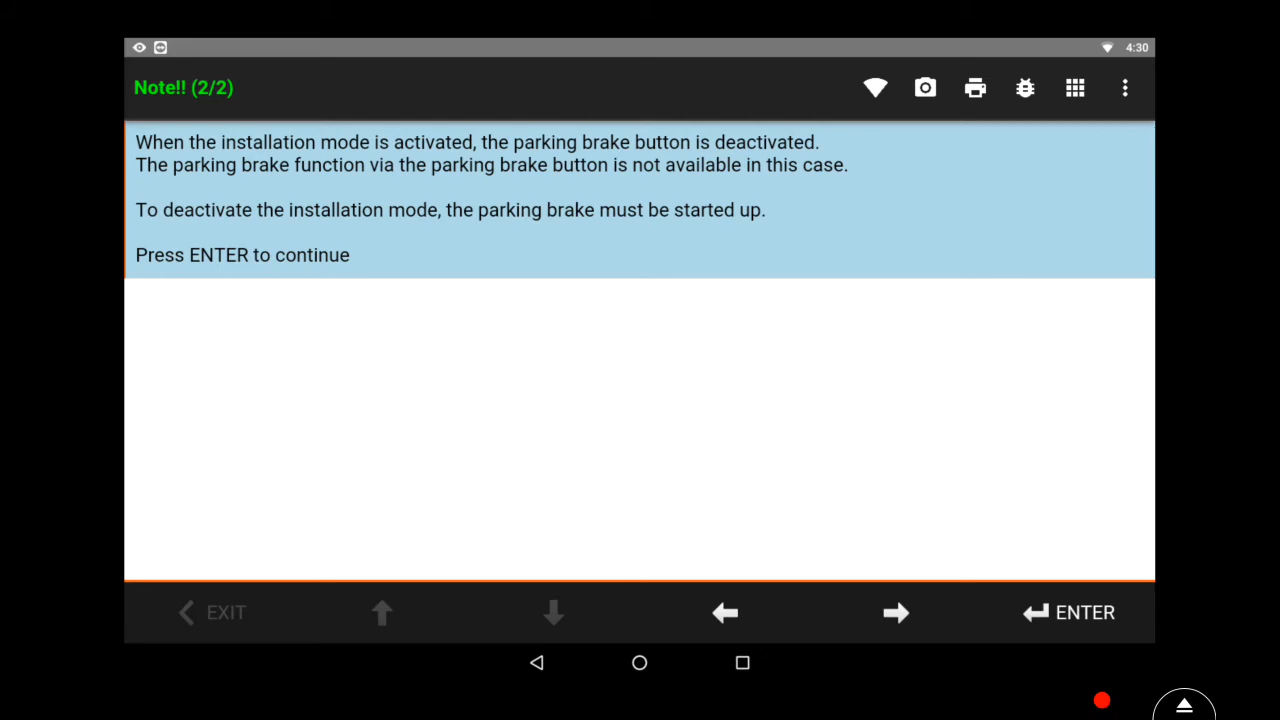 4:30
Note!! (2/2)
When the installation mode is activated, the parking brake button is deactivated.
The parking brake function via the parking brake button is not available in this case.
To deactivate the installation mode, the parking brake must be started up.
Press ENTER to continue
EXIT
ENTER